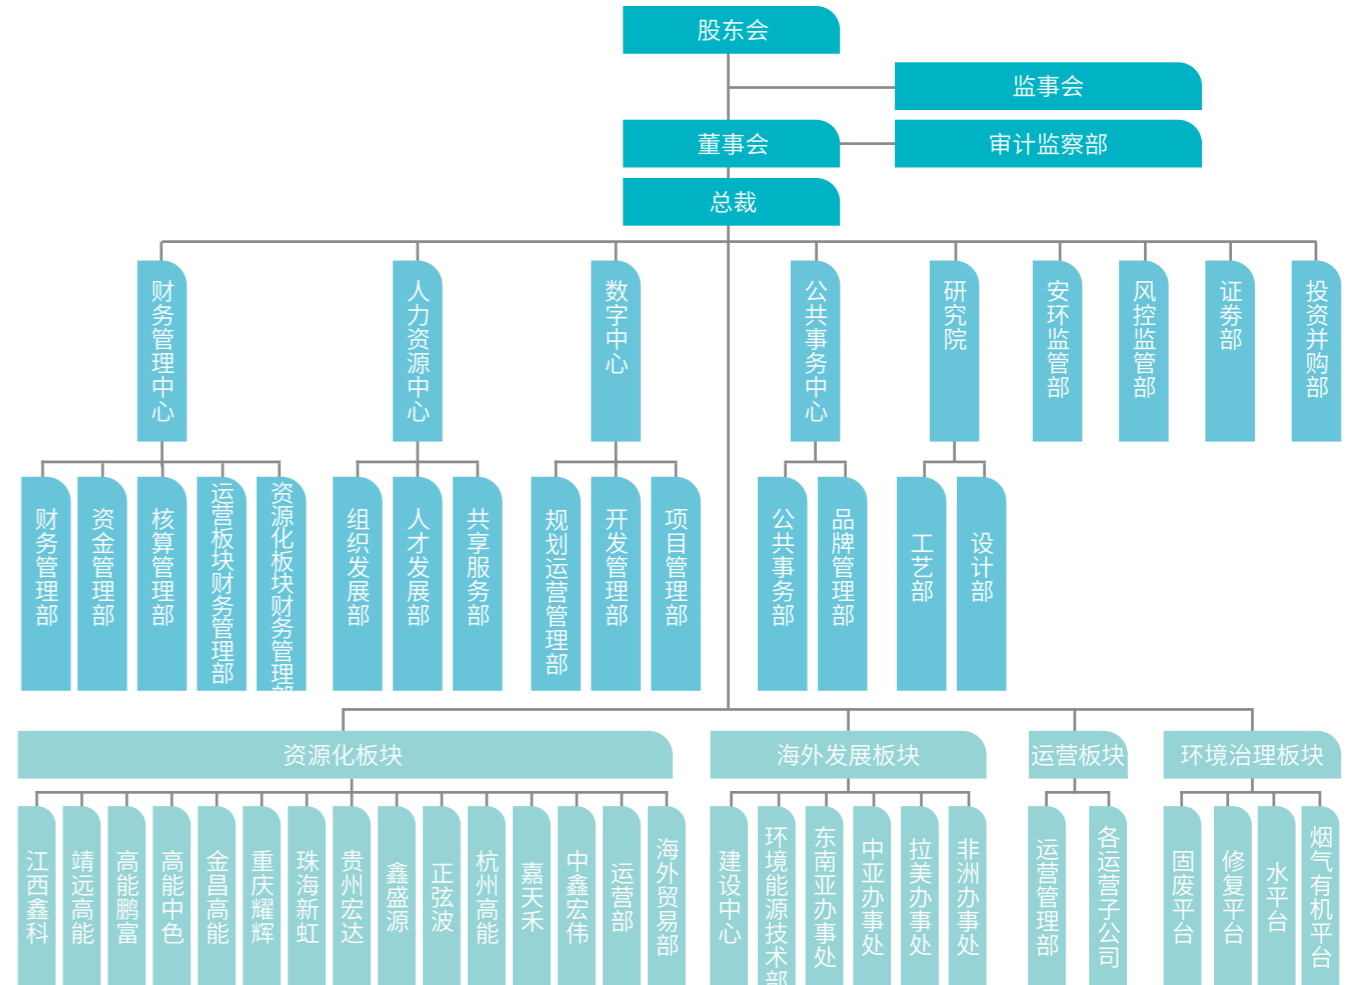 股东会
监事会
董事会
审计监察部
总裁
财务管理中心
人力资源中心
数字中心
公共事务中心
研究院
安环监管部
风控监管部
证券部
投资并购部
财务管理部
资金管理部
核算管理部
运营板块财务管理部
资源化板块财务管理部
组织发展部
人才发展部
共享服务部
规划运营管理部
开发管理部
项目管理部
公共事务部
品牌管理部
工艺部
设计部
资源化板块
海外发展板块
运营板块
环境治理板块
江西鑫科
靖远高能
高能鹏富
高能中色
金昌高能
重庆耀辉
珠海新虹
贵州宏达
鑫盛源
正弦波
杭州高能
嘉天禾
中鑫宏伟
运营部
海外贸易部
建设中心
环境能源技术部
东南亚办事处
中亚办事处
拉美办事处
非洲办事处
运营管理部
各运营子公司
固废平台
修复平台
水平台
烟气有机平台